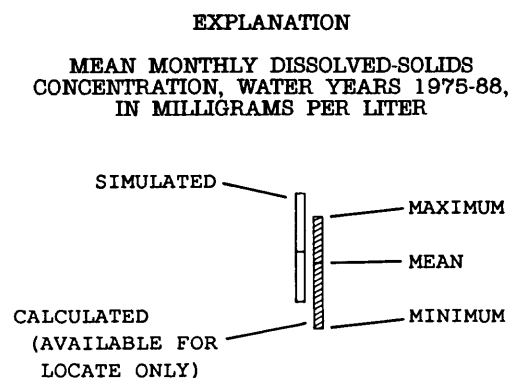 EXPLANATION
MEAN MONTHLY DISSOLVED-SOLIDS
CONCENTRATION, WATER YEARS 1975-88,
IN MILLIGRAMS PER LITER
SIMULATED
MAXIMUM
MEAN
MINIMUM
CALCULATED
(AVAILABLE FOR
LOCATE ONLY)